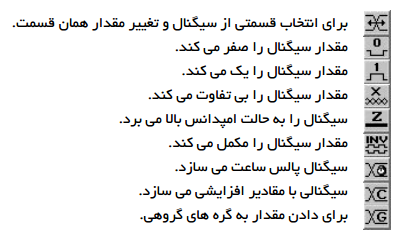 برای انتخاب قسمتی از سیگنال و تغییر مقدار همان قسمت.
0 مقدار سیگنال را صفر می کند.
1 مقدار سیگنال را یک می کند.
X مقدار سیگنال را بی تفاوت می کند.
Z سیگنال را به حالت امپدانس بالا می برد.
INV مقدار سیگنال را مکمل می کند.
سیگنال پالس ساعت می سازد.
C سیگنالی با مقادیر افزایشی می سازد.
G برای دادن مقدار به گره های گروهی.